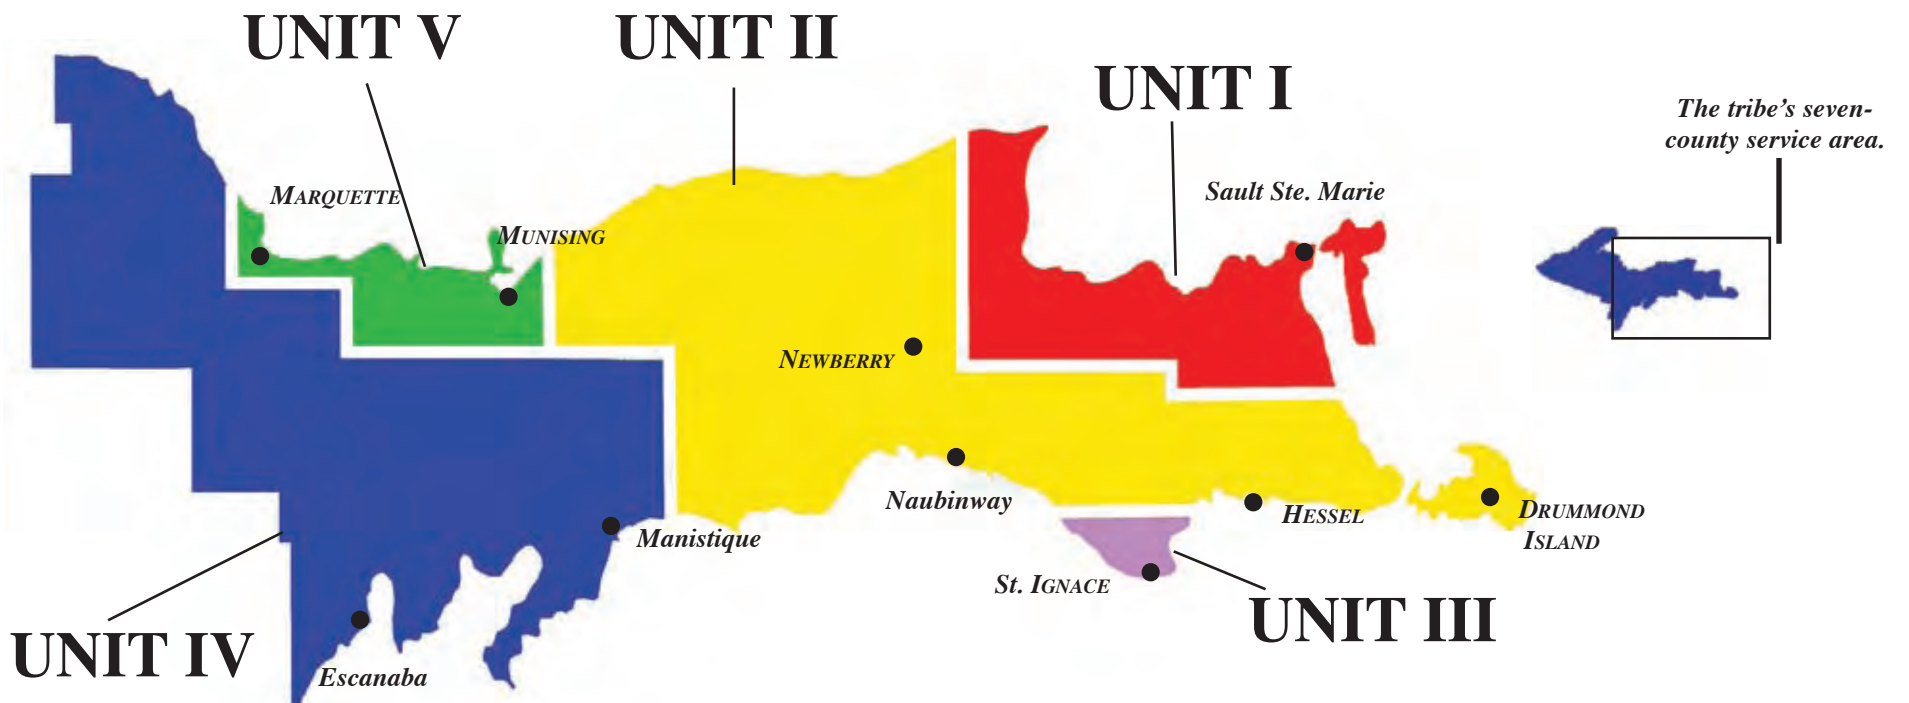 UNIT V
UNIT II
UNIT I
The tribe’s seven-
county service area.
Sault Ste. Marie
MARQUETTE
MUNISING
NEWBERRY
Naubinway
HESSEL
DRUMMOND
ISLAND
Manistique
St. IGNACE
UNIT III
UNIT IV
Escanaba